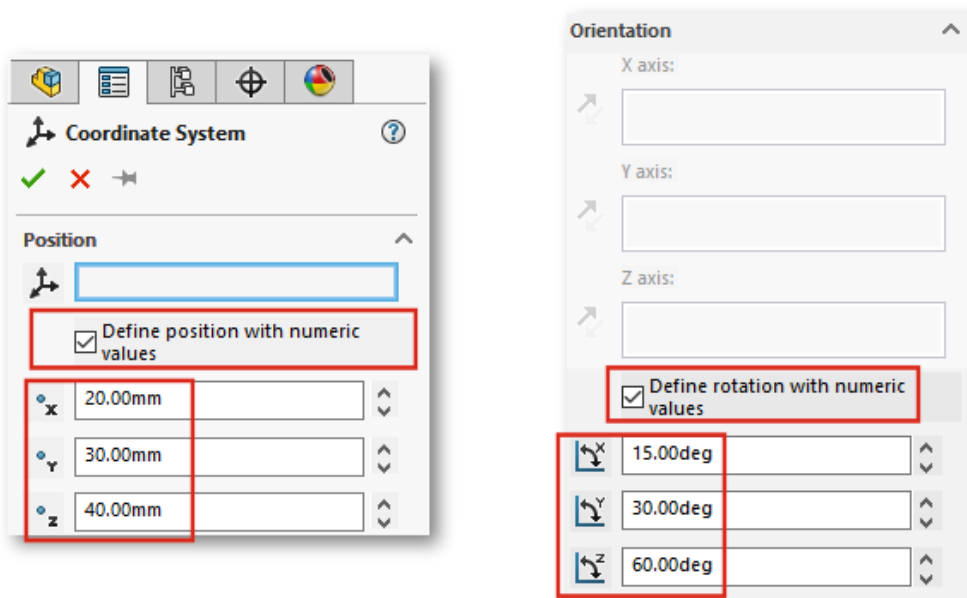 Coordinate System
?
Position
Define position with numeric
values
X
20.00mm
Y
30.00mm
Z
40.00mm
Orientation
X axis:
Y axis:
Z axis:
Define rotation with numeric
values
X
15.00deg
Y
30.00deg
Z
60.00deg